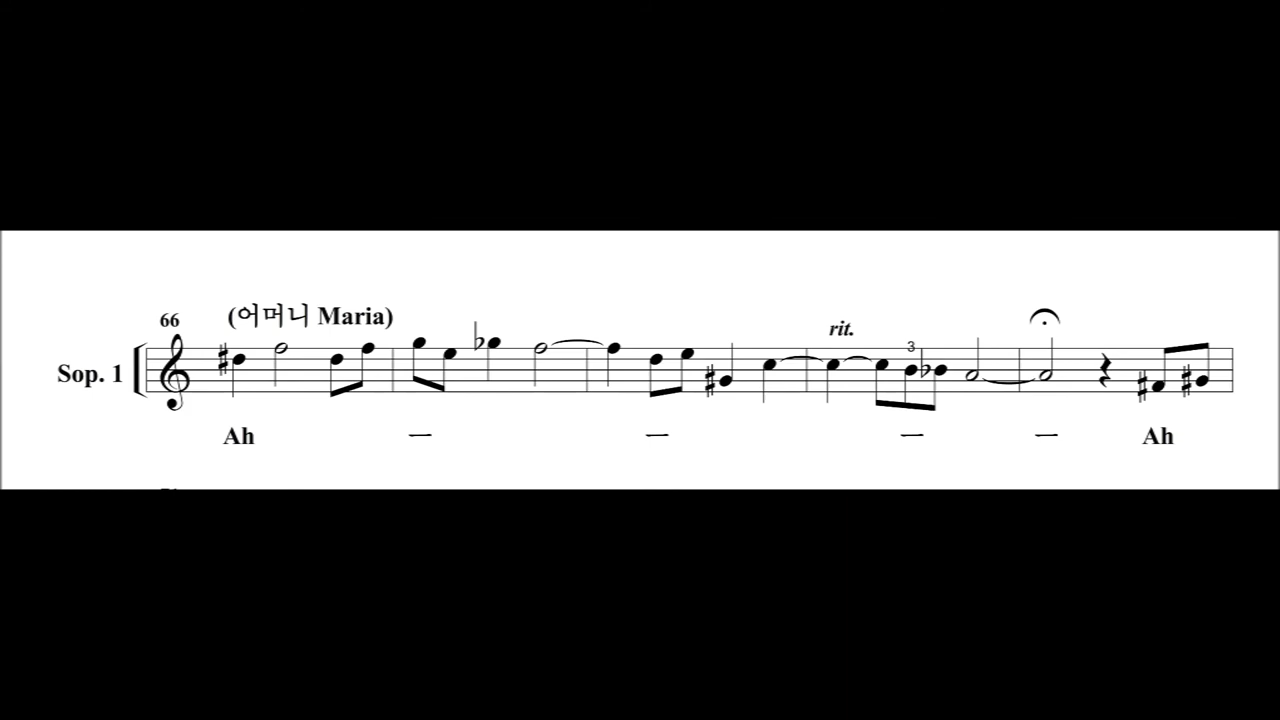 66
(어머니 Maria)
rit.
3
Sop. 1
Ah — — — — Ah